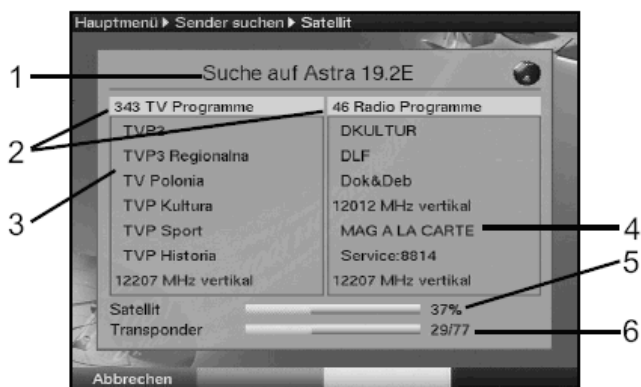 Hauptmenü ▶ Sender suchen ▶ Satellit
1
Suche auf Astra 19.2E
2
343 TV Programme
TVP2
TVP3 Regionalna
TV Polonia
TVP Kultura
TVP Sport
TVP Historia
12207 MHz vertikal
3
46 Radio Programme
DKULTUR
DLF
Dok&Deb
12012 MHz vertikal
MAG A LA CARTE
Service:8814
12207 MHz vertikal
4
Satellit 37%
5
Transponder 29/77
6
Abbrechen